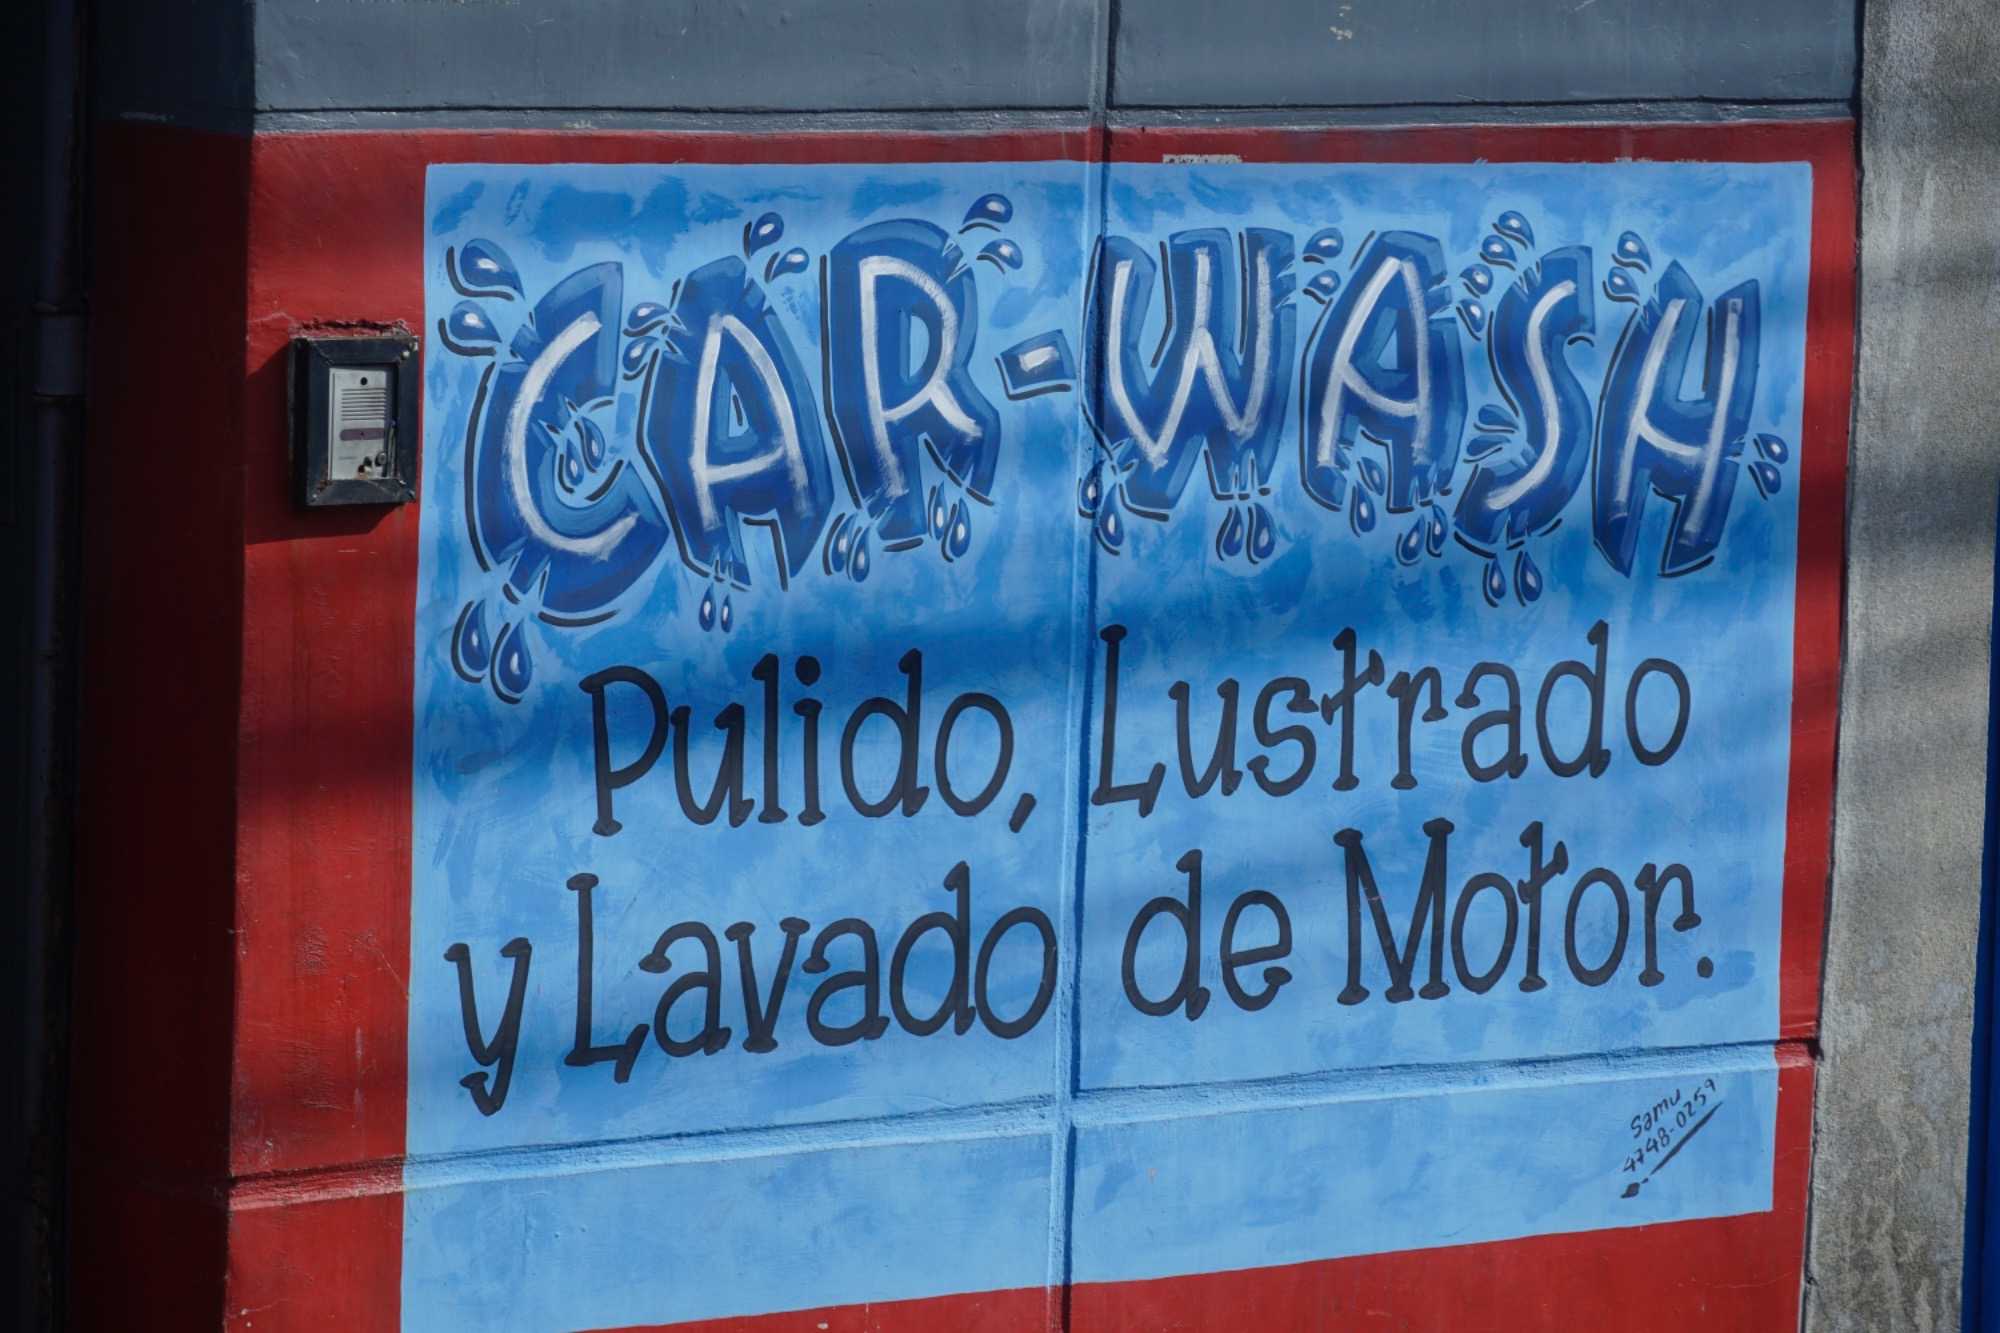 CAR-WASH
Pulido, Lustrado
y Lavado de Motor.
Samu
4748-0259